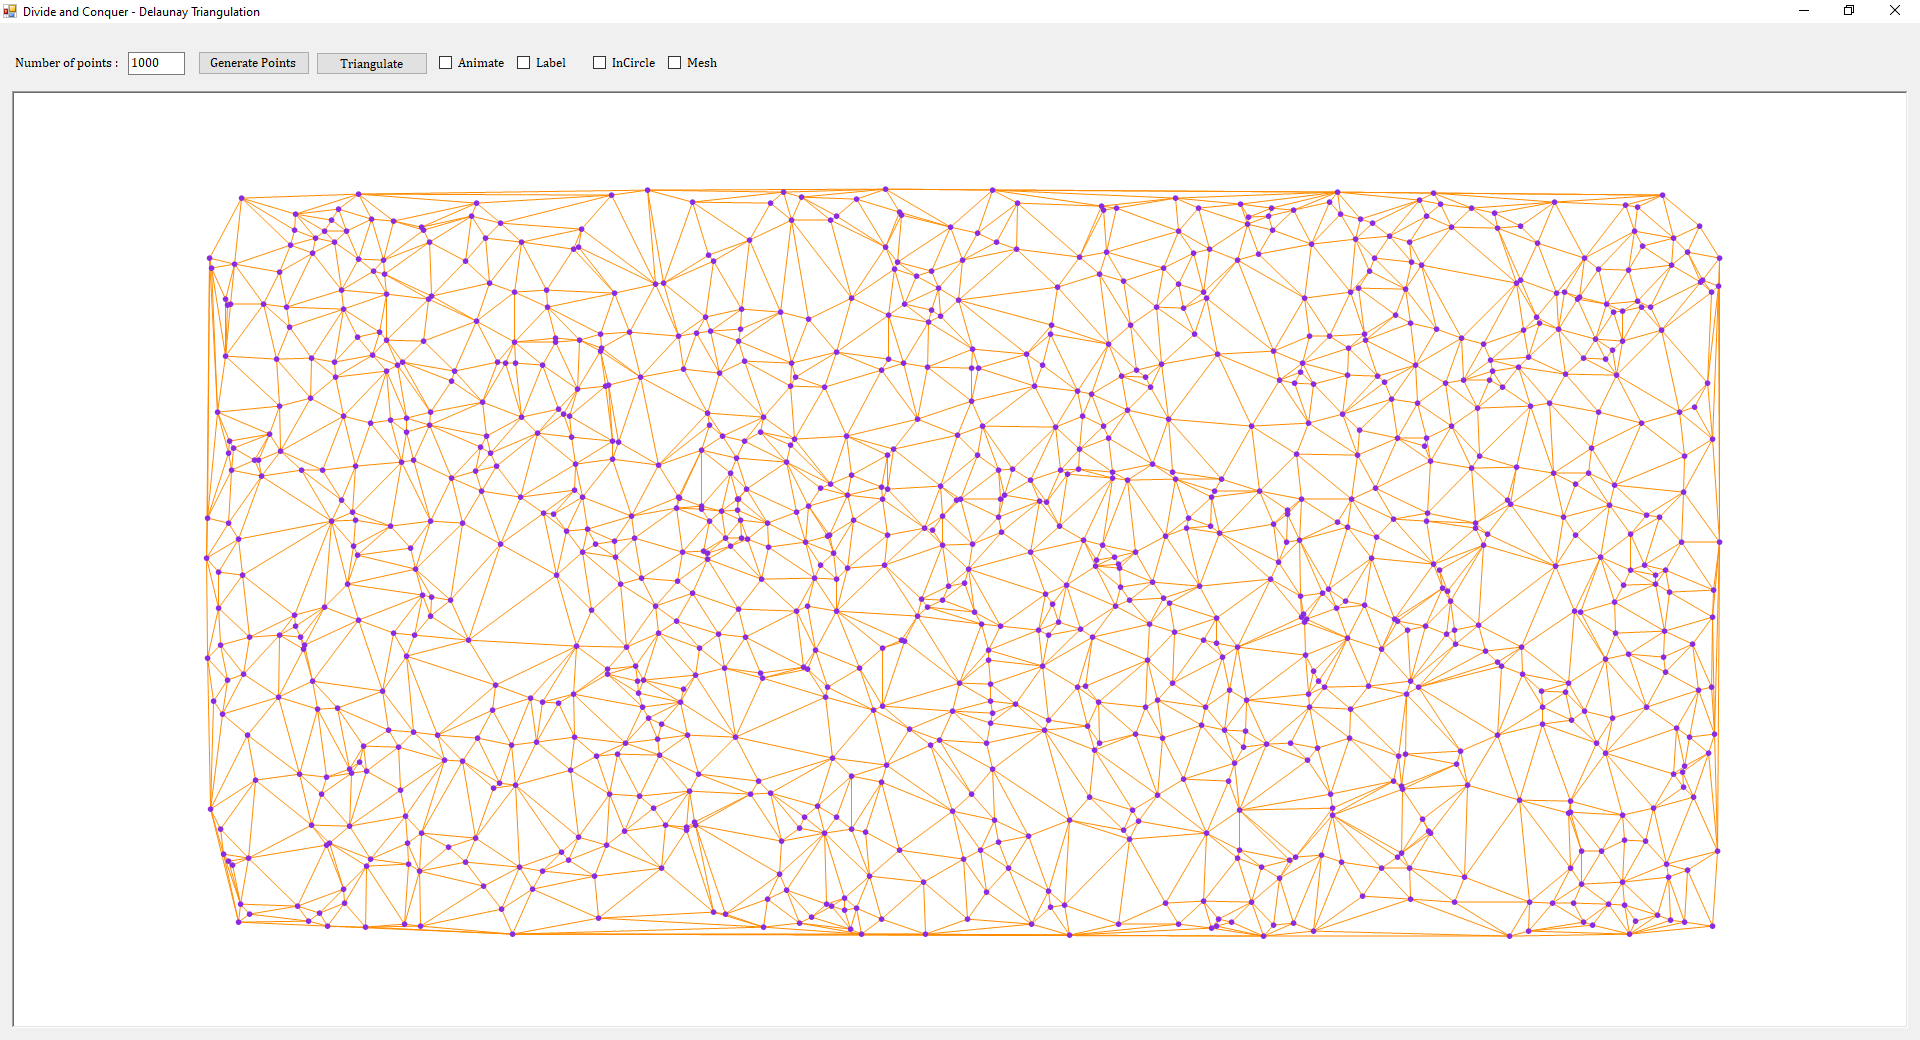 Divide and Conquer - Delaunay Triangulation
Number of points : 1000 Generate Points Triangulate Animate Label InCircle Mesh